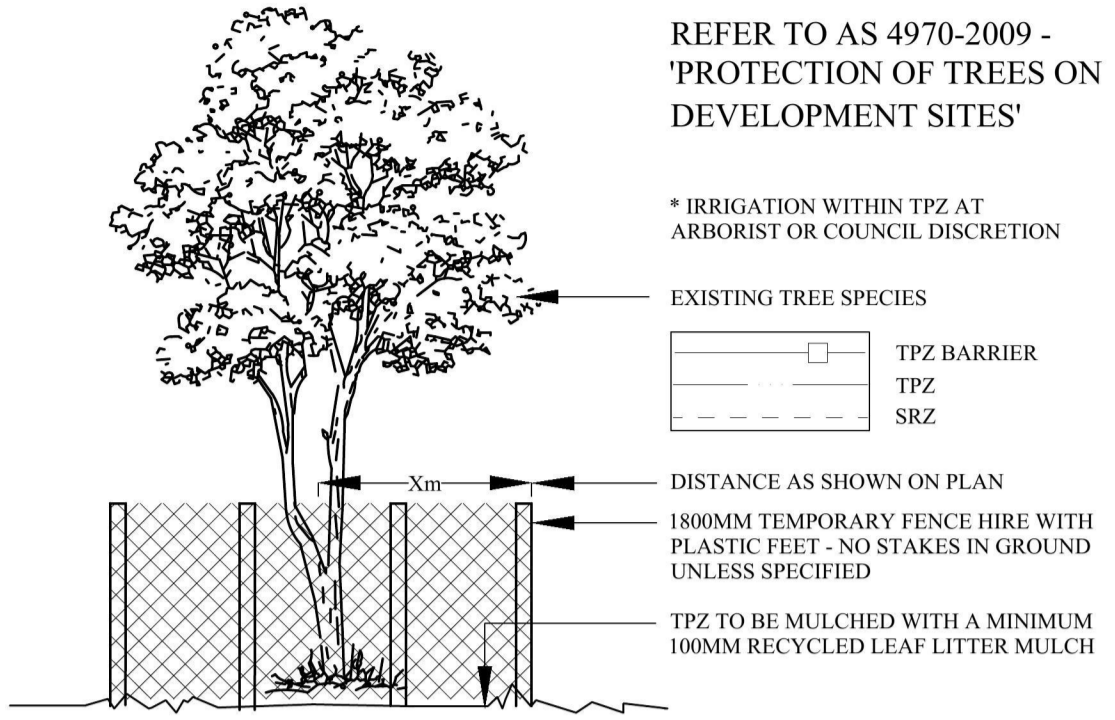 REFER TO AS 4970-2009 -
'PROTECTION OF TREES ON
DEVELOPMENT SITES'
* IRRIGATION WITHIN TPZ AT
ARBORIST OR COUNCIL DISCRETION
EXISTING TREE SPECIES
TPZ BARRIER
TPZ
SRZ
Xm
DISTANCE AS SHOWN ON PLAN
1800MM TEMPORARY FENCE HIRE WITH
PLASTIC FEET - NO STAKES IN GROUND
UNLESS SPECIFIED
TPZ TO BE MULCHED WITH A MINIMUM
100MM RECYCLED LEAF LITTER MULCH